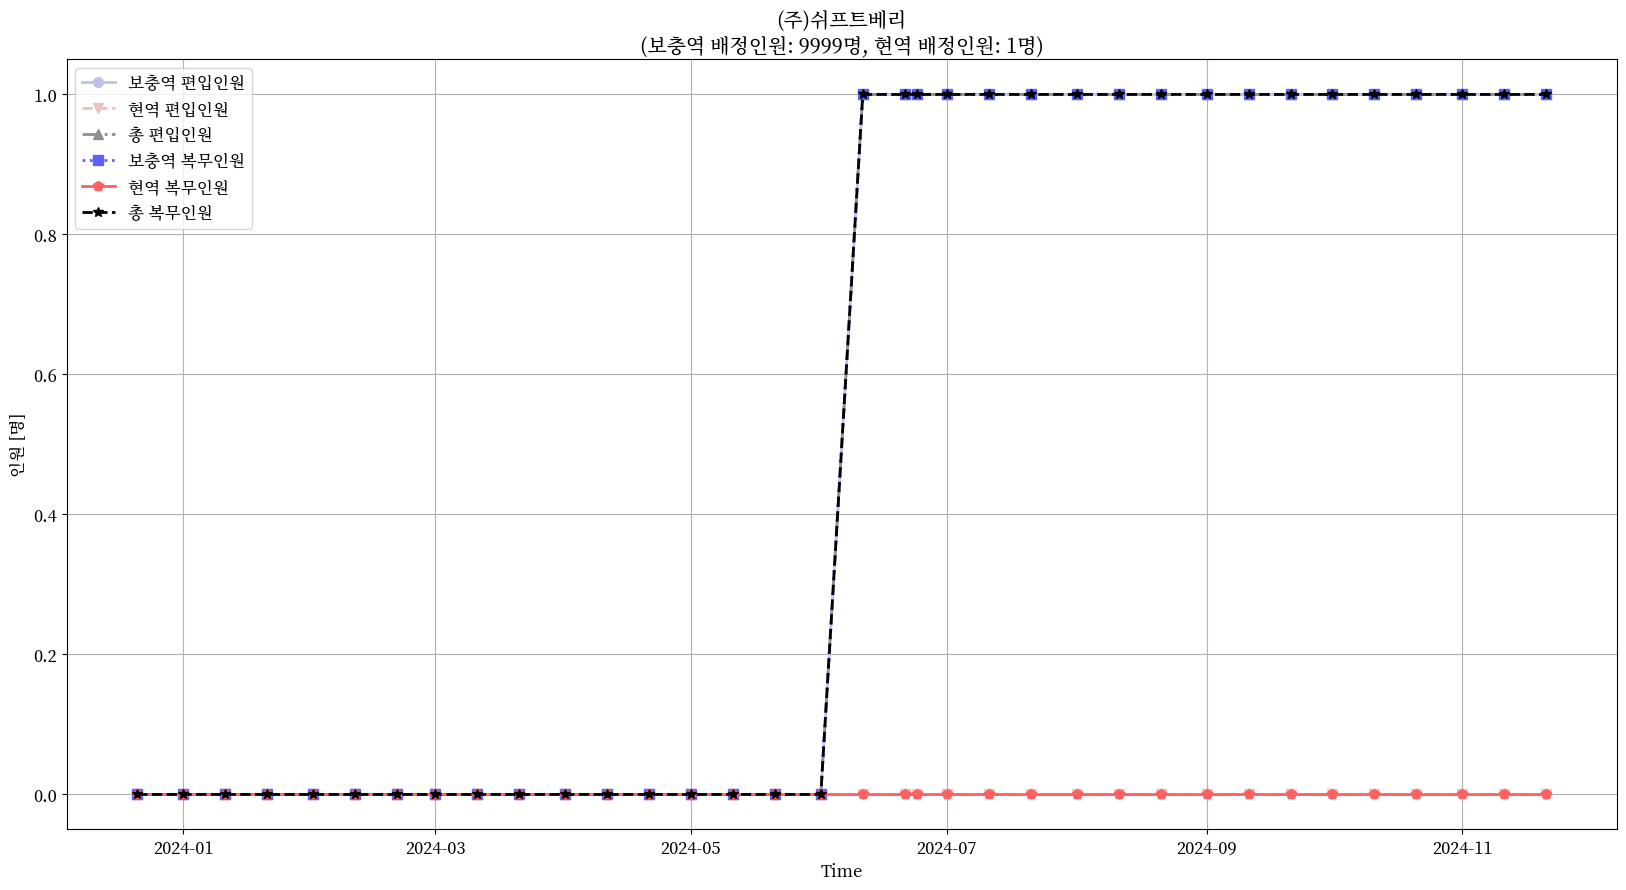 (주)쉬프트베리
(보충역 배정인원: 9999명, 현역 배정인원: 1명)
보충역 편입인원
현역 편입인원
총 편입인원
보충역 복무인원
현역 복무인원
총 복무인원
1.0
0.8
0.6
0.4
0.2
0.0
인원 [명]
2024-01
2024-03
2024-05
2024-07
2024-09
2024-11
Time